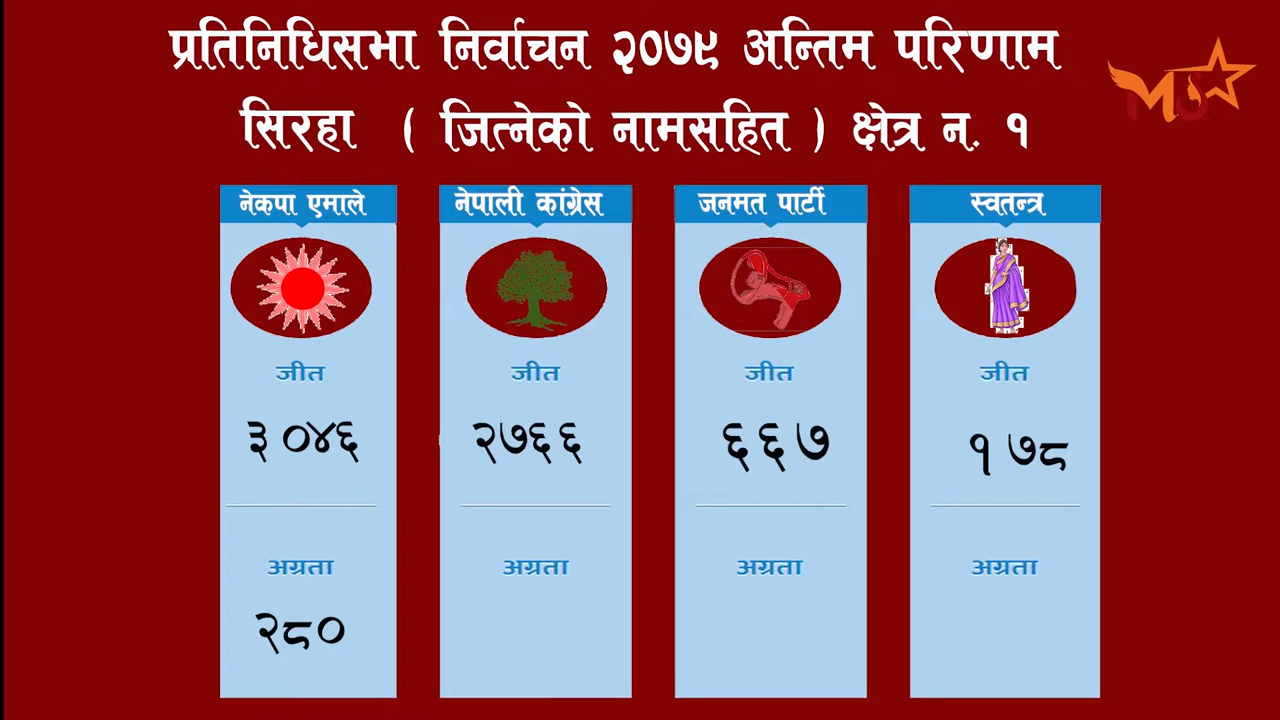 प्रतिनिधिसभा निर्वाचन २०७९ अन्तिम परिणाम
सिरहा ( जित्नेको नामसहित ) क्षेत्र न. १
नेकपा एमाले
जीत
३०४६
अग्रता
२८०
नेपाली कांग्रेस
जीत
२७६६
अग्रता
जनमत पार्टी
जीत
६६७
अग्रता
स्वतन्त्र
जीत
१७८
अग्रता